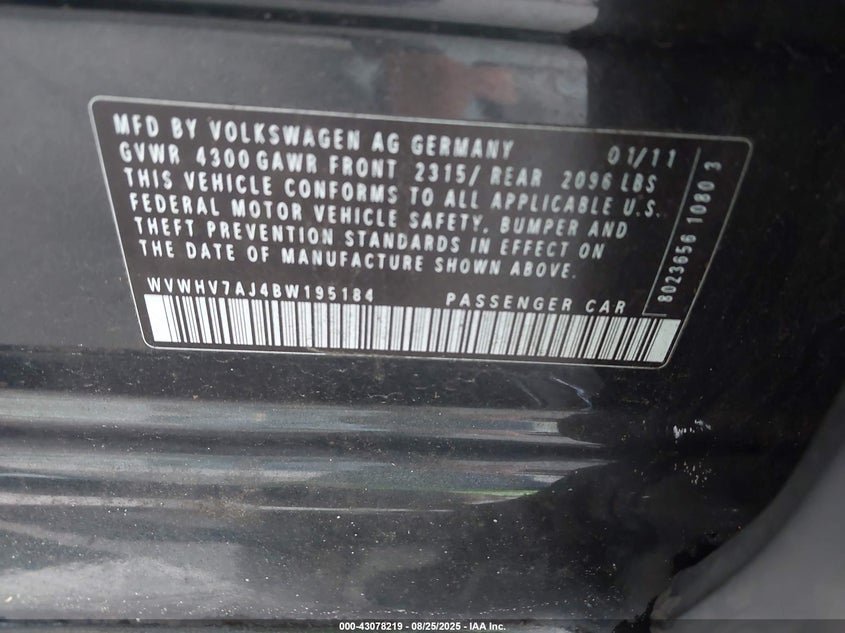 MFD BY VOLKSWAGEN AG GERMANY 01/11
GVWR 4300 GAWR FRONT 2315/ REAR 2096 LBS
THIS VEHICLE CONFORMS TO ALL APPLICABLE U.S.
FEDERAL MOTOR VEHICLE SAFETY, BUMPER AND
THEFT PREVENTION STANDARDS IN EFFECT ON
THE DATE OF MANUFACTURE SHOWN ABOVE.
WVWHV7AJ4BW195184 PASSENGER CAR
8023656 1080 3
000-43078219 - 08/25/2025 - IAA Inc.